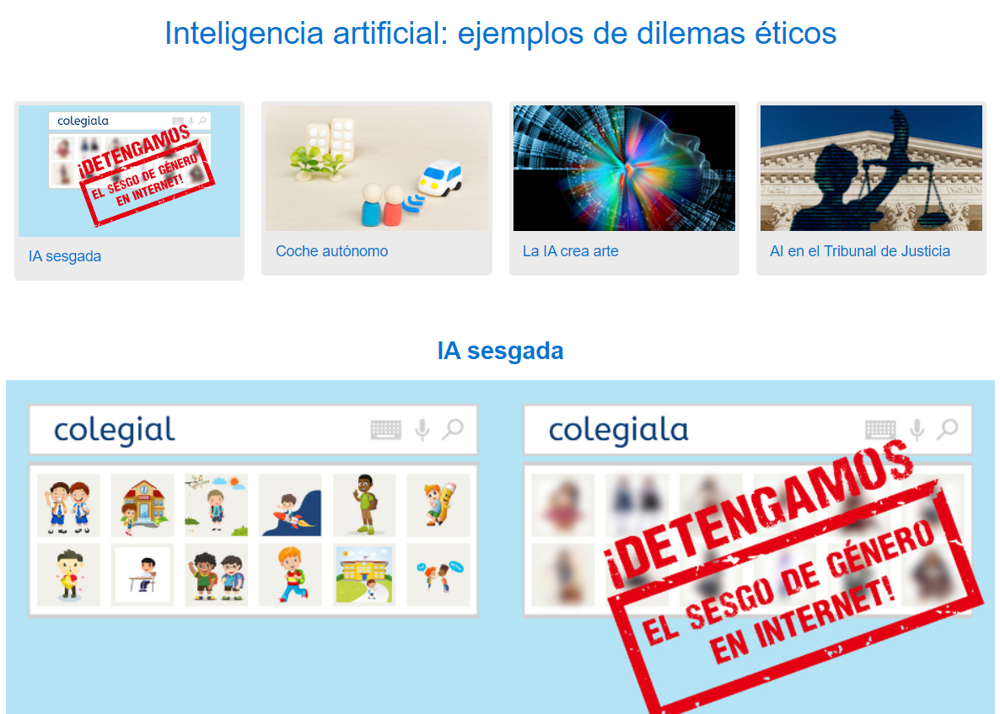 Inteligencia artificial: ejemplos de dilemas éticos
colegiala
¡DETENGAMOS
EL SESGO DE GÉNERO
EN INTERNET!
IA sesgada
Coche autónomo
La IA crea arte
AI en el Tribunal de Justicia
IA sesgada
colegial
colegiala
¡DETENGAMOS
EL SESGO DE GÉNERO
EN INTERNET!